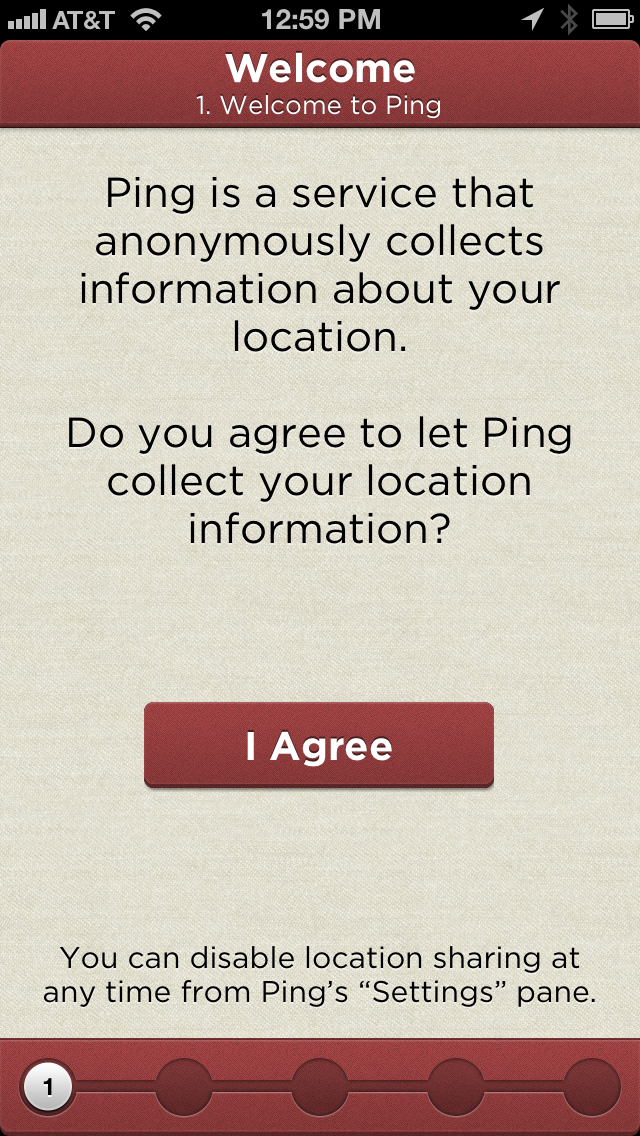 AT&T 12:59 PM
Welcome
1. Welcome to Ping
Ping is a service that
anonymously collects
information about your
location.
Do you agree to let Ping
collect your location
information?
I Agree
You can disable location sharing at
any time from Ping’s “Settings” pane.
1